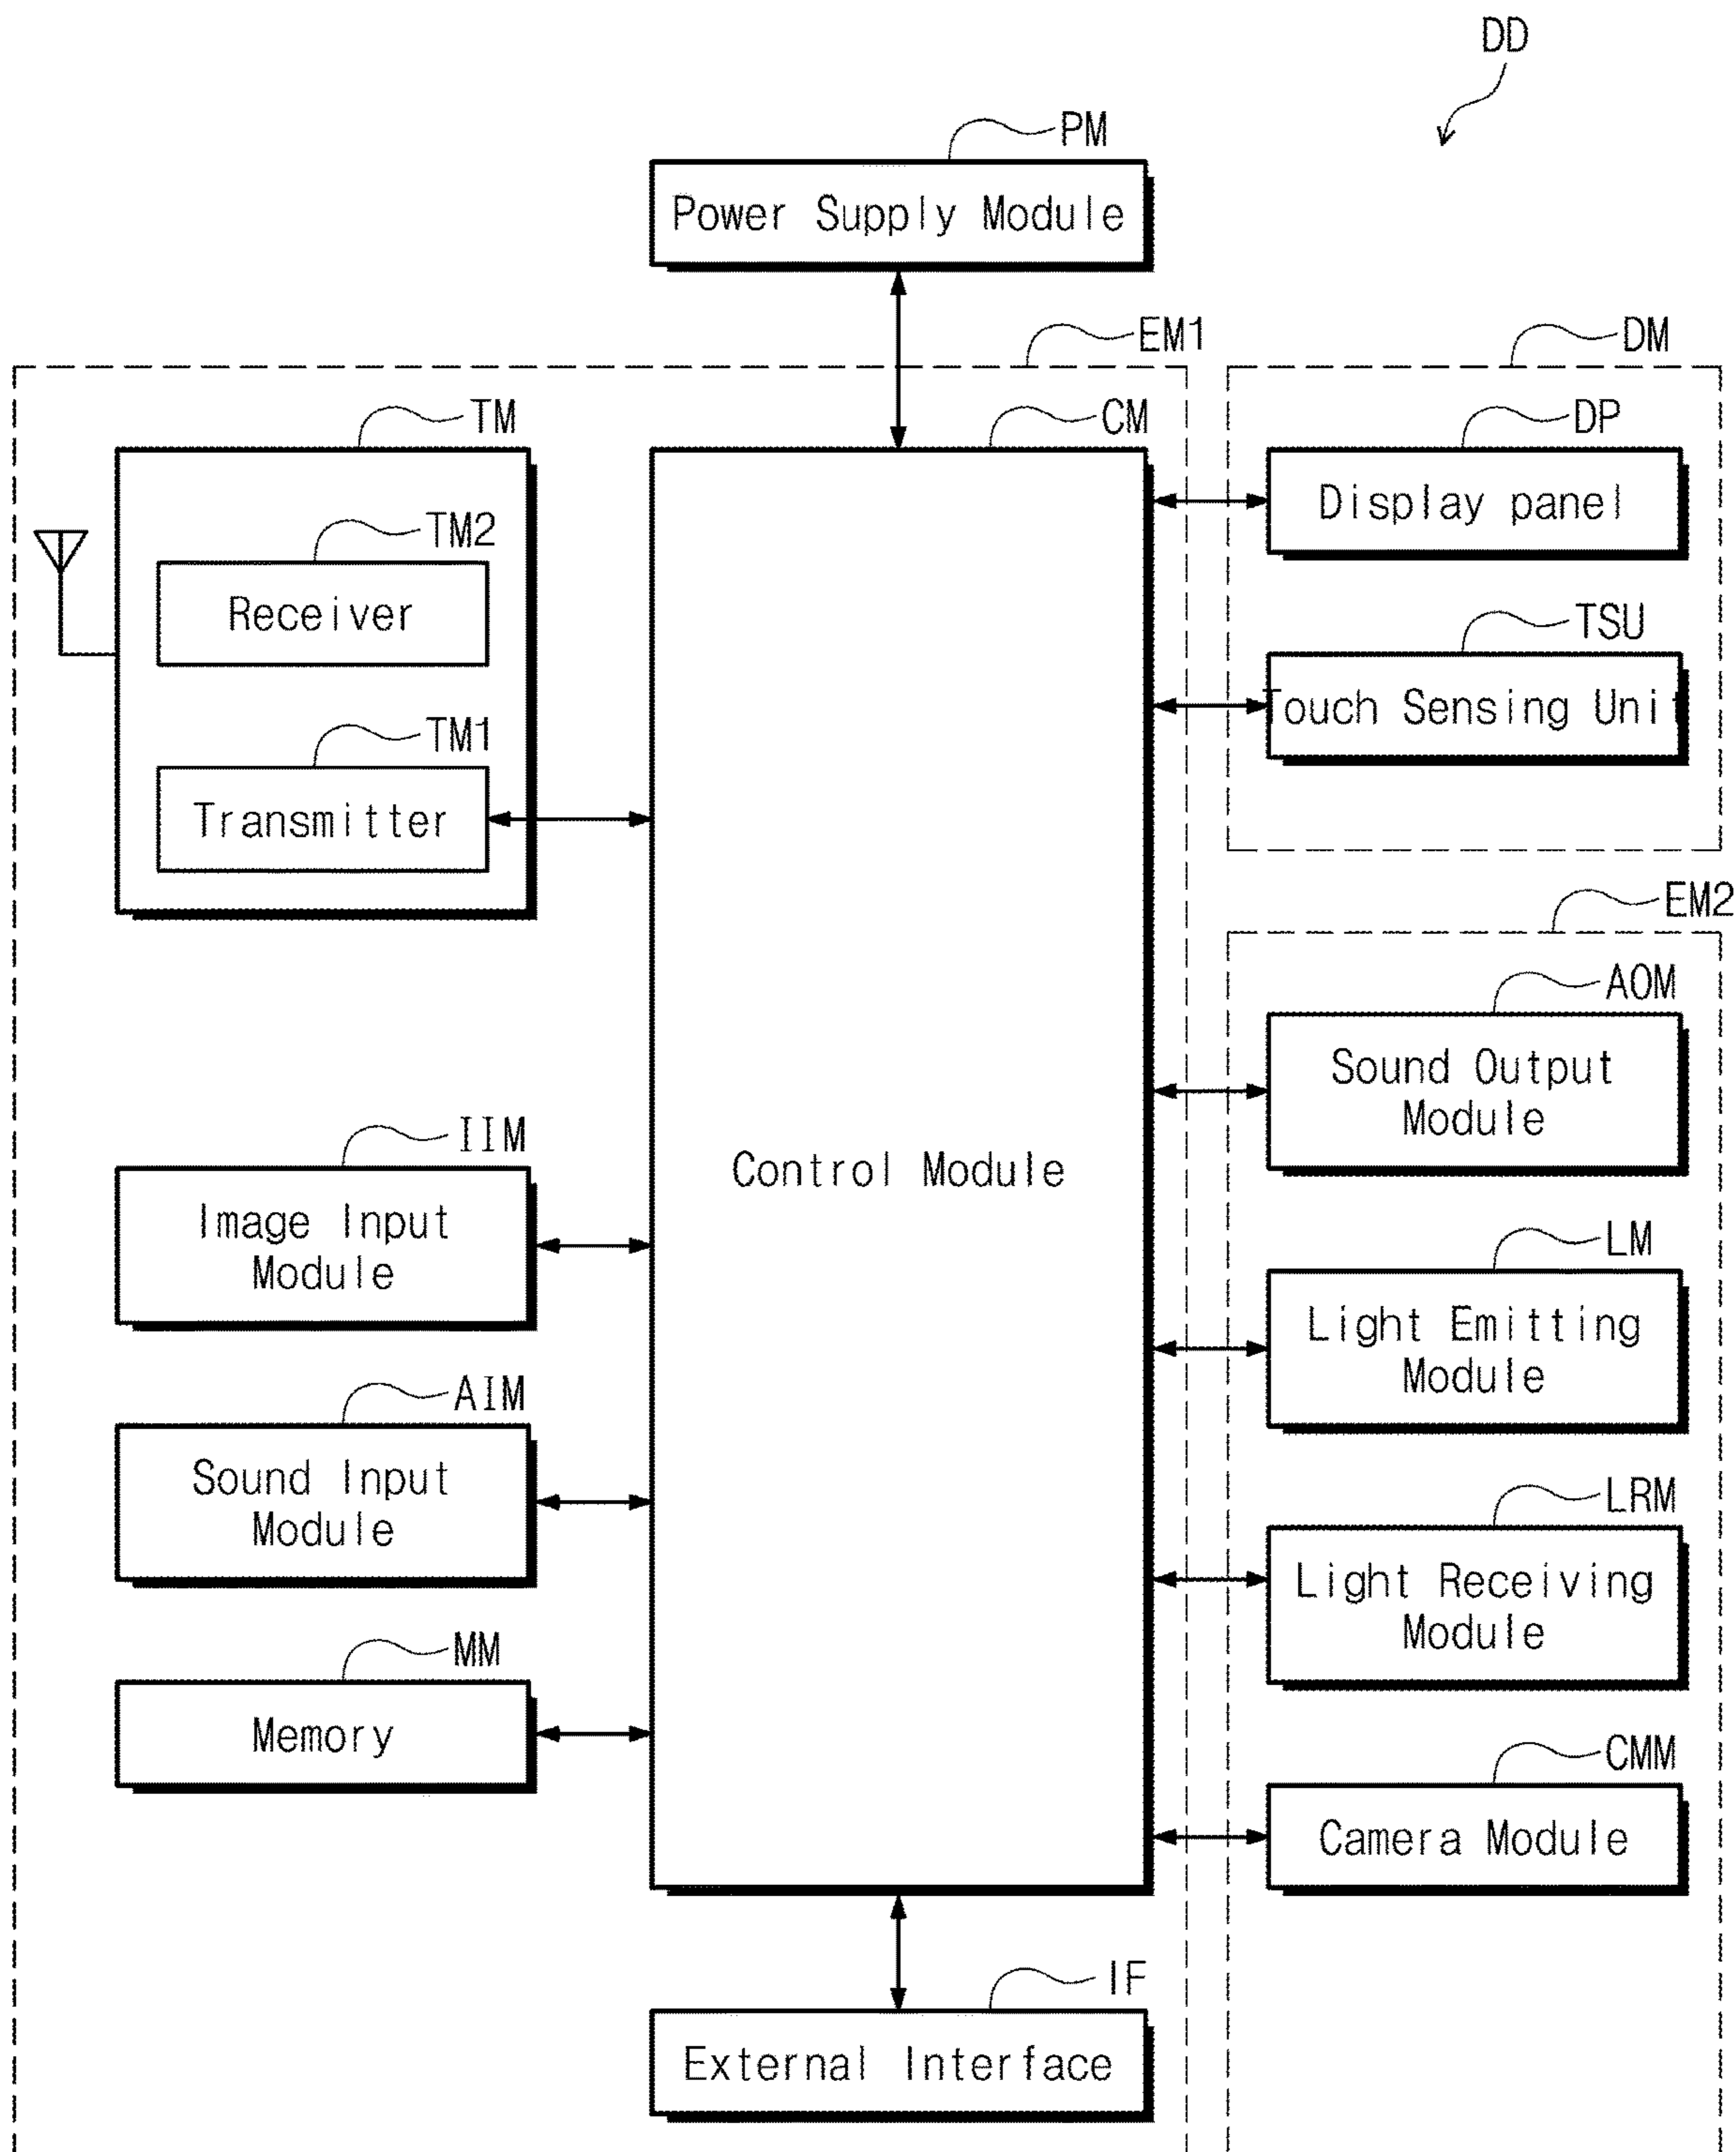 DD
PM
Power Supply Module
EM1
DM
TM
CM
DP
Display panel
TM2
Receiver
TSU
Touch Sensing Unit
TM1
Transmitter
EM2
AOM
Sound Output
Module
IIM
Image Input
Module
Control Module
LM
Light Emitting
Module
AIM
Sound Input
Module
LRM
Light Receiving
Module
MM
Memory
CMM
Camera Module
IF
External Interface